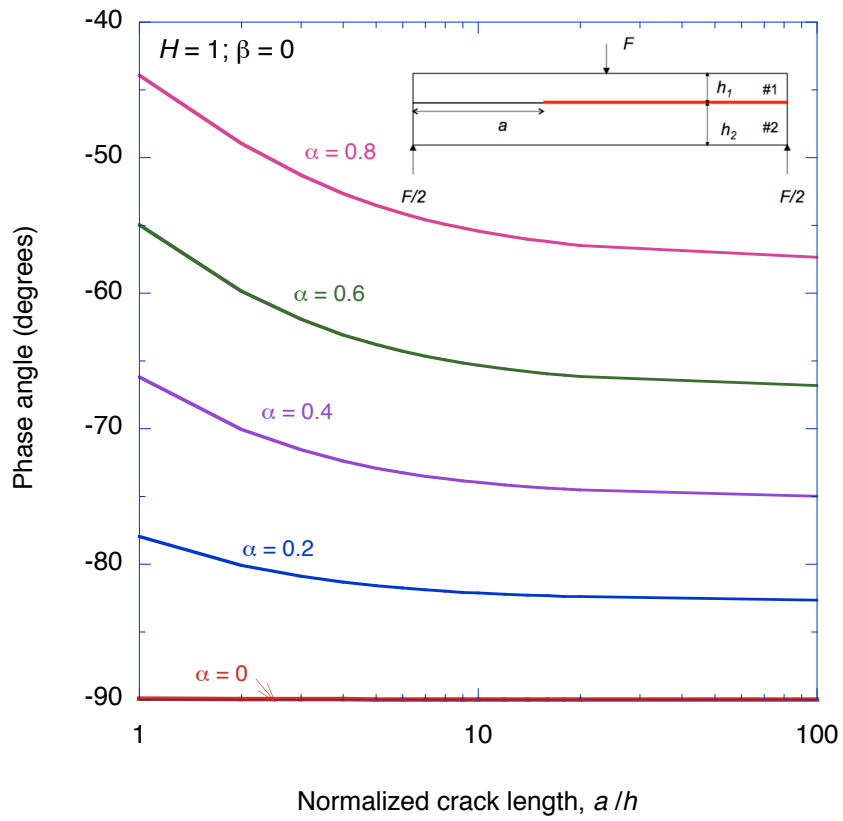 -40
-50
-60
-70
-80
-90
H = 1; β = 0
F
h₁
#1
a
h₂
#2
F/2
F/2
α = 0.8
α = 0.6
α = 0.4
α = 0.2
α = 0
1
10
100
Phase angle (degrees)
Normalized crack length, a /h